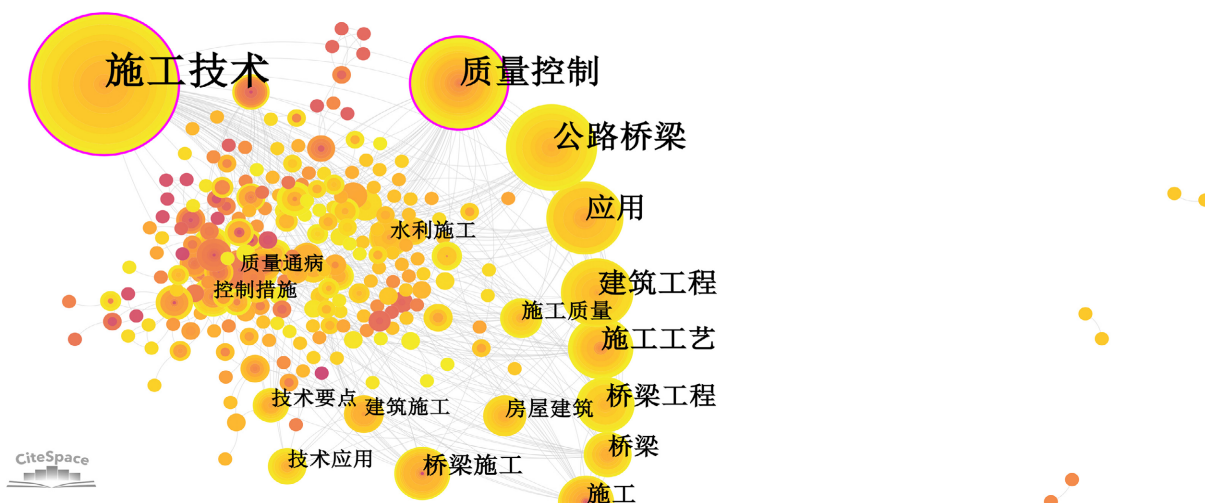 施工技术
质量控制
公路桥梁
应用
水利施工
质量通病
控制措施
建筑工程
施工质量
施工工艺
技术要点
建筑施工
房屋建筑
桥梁工程
桥梁
技术应用
桥梁施工
施工
CiteSpace